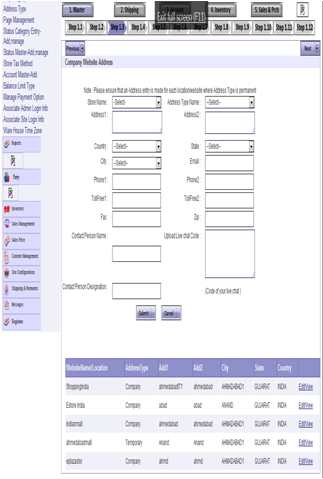 Address Type
Page Management
Status Category Entry-
Add,manage
Status Master-Add,manage
Store Tax Method
Account Master-Add
Balance Limit Type
Manage Payment Option
Associate Admin Login Info
Associate Site Login Info
Ware House Time Zone
Reports
Party
Inventory
Sales Management
Sales Price
Content Management
Site Configuration
Shipping & Payments
Messages
Registers
1. Master 2. Shipping 4. Inventory 5. Sales & Prch
Exit full screen (F11)
Step 1.1 Step 1.2 Step 1.3 Step 1.4 Step 1.5 Step 1.6 Step 1.7 Step 1.8 Step 1.9 Step 1.10 Step 1.11 Step 1.12
Previous Next
Company Website Address
Note : Please ensure that an Address entry is made for each location/website where Address Type is permanent
Store Name : -Select- Address Type Name : --Select--
Address1 : Address2 :
Country : --Select-- State : --Select--
City : --Select-- Email :
Phone1 : Phone2 :
TollFree1 : TollFree2 :
Fax : Zip :
Contact Person Name : Upload Live chat Code :
Contact Person Designation : (Code of your live chat )
Submit Cancel
WebsiteName/Location AddressType Add1 Add2 City State Country
ShoppingIndia Company ahmedabad771 ahmedabad AHMADABAD1 GUJARAT INDIA Edit/View
Estore india Company abad abad ANAND GUJARAT INDIA Edit/View
Indianmall Company ahmedabad ahmedabad AHMADABAD1 GUJARAT INDIA Edit/View
ahmedabadmall Temporary Anand Anand AHMADABAD1 GUJARAT INDIA Edit/View
eplazastor Company ahmd ahmd AHMADABAD1 GUJARAT INDIA Edit/View